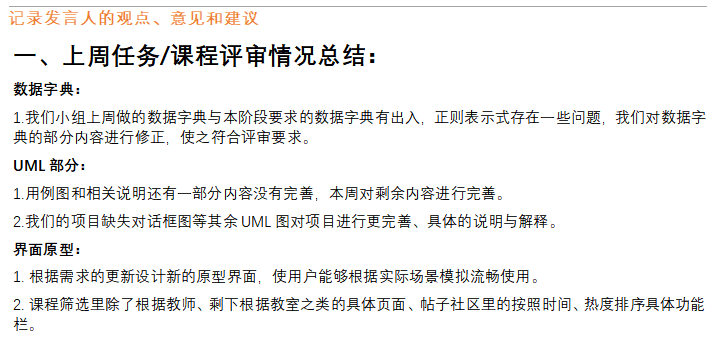 记录发言人的观点、意见和建议
一、上周任务/课程评审情况总结：
数据字典：
1.我们小组上周做的数据字典与本阶段要求的数据字典有出入，正则表示式存在一些问题，我们对数据字
典的部分内容进行修正，使之符合评审要求。
UML 部分：
1.用例图和相关说明还有一部分内容没有完善，本周对剩余内容进行完善。
2.我们的项目缺失对话框图等其余 UML 图对项目进行更完善、具体的说明与解释。
界面原型：
1. 根据需求的更新设计新的原型界面，使用户能够根据实际场景模拟流畅使用。
2. 课程筛选里除了根据教师、剩下根据教室之类的具体页面、帖子社区里的按照时间、热度排序具体功能
栏。